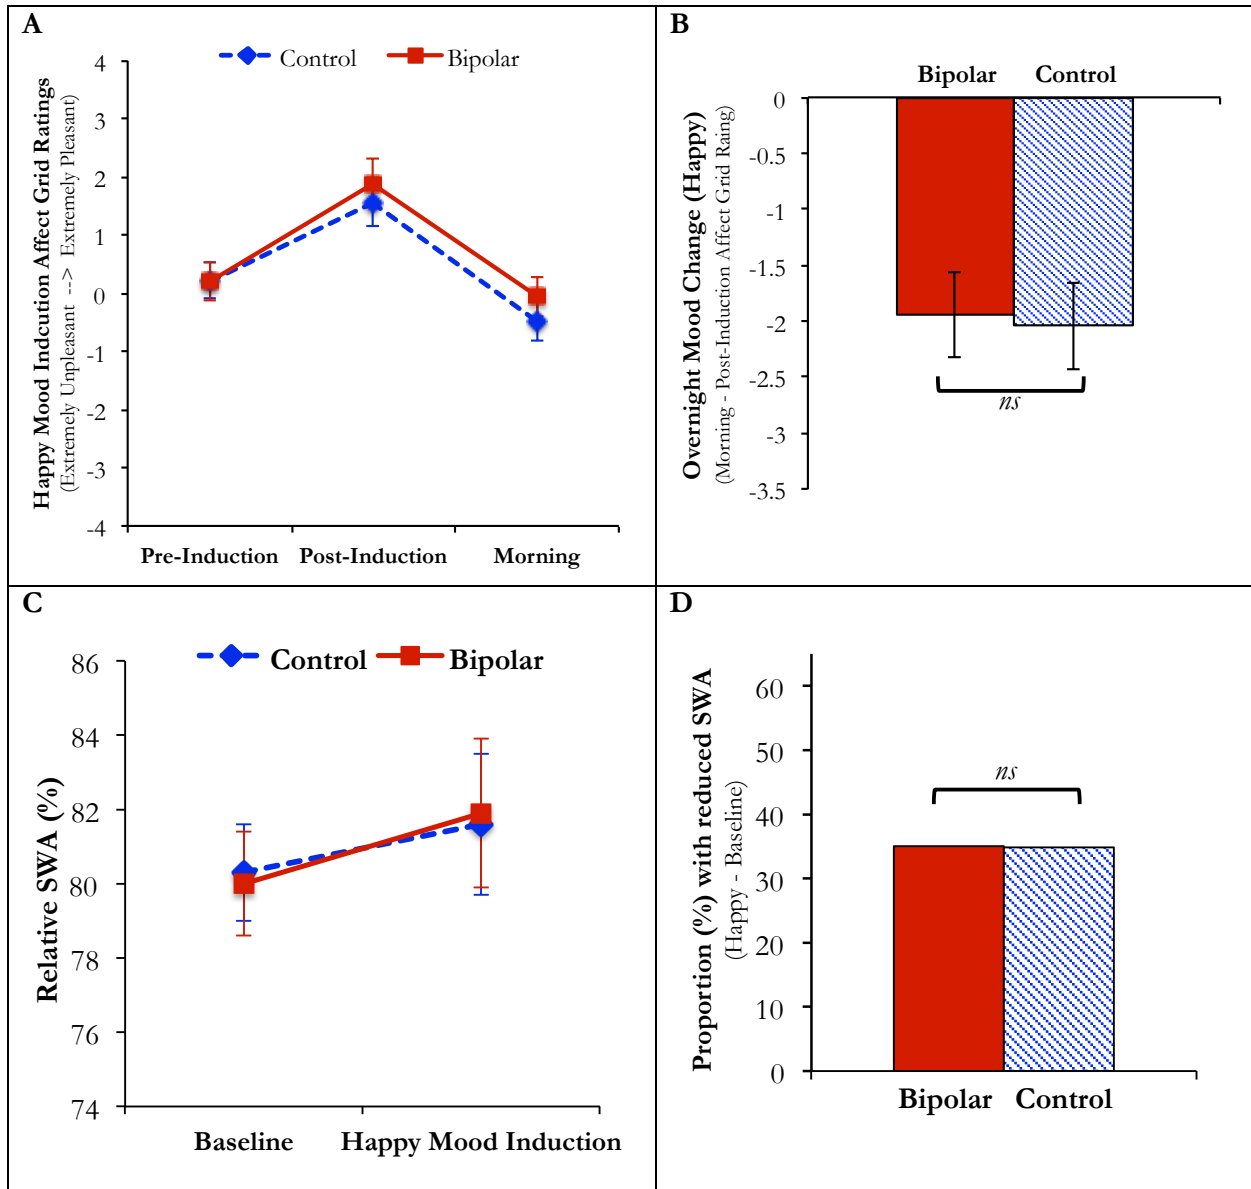 A
Control
Bipolar
Happy Mood Indcution Affect Grid Ratings
(Extremely Unpleasant --> Extremely Pleasant)
4
3
2
1
0
-1
-2
-3
-4
Pre-Induction
Post-Induction
Morning
B
Bipolar
Control
Overnight Mood Change (Happy)
(Morning - Post-Induction Affect Grid Raing)
0
-0.5
-1
-1.5
-2
-2.5
-3
-3.5
ns
C
Control
Bipolar
Relative SWA (%)
86
84
82
80
78
76
74
Baseline
Happy Mood Induction
D
Proportion (%) with reduced SWA
(Happy - Baseline)
60
50
40
30
20
10
0
ns
Bipolar
Control